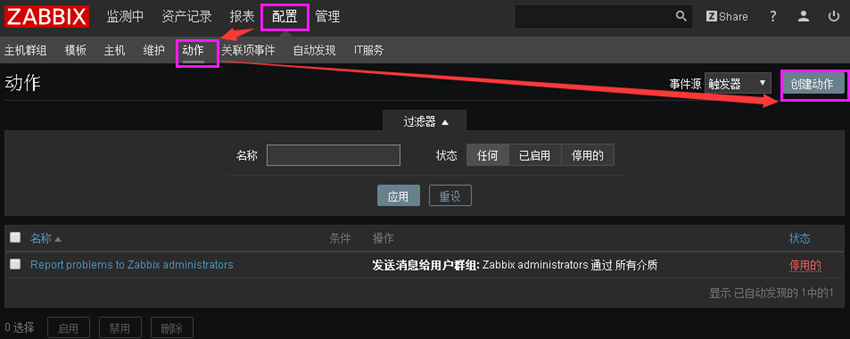 ZABBIX 监测中 资产记录 报表 配置 管理 Z Share ?
主机群组 模板 主机 维护 动作 关联项事件 自动发现 IT服务
动作 事件源 触发器 创建动作
过滤器
名称 状态 任何 已启用 停用的
应用 重设
名称 条件 操作 状态
Report problems to Zabbix administrators 发送消息给用户群组: Zabbix administrators 通过 所有介质 停用的
显示 已自动发现的 1中的1
0 选择 启用 禁用 删除